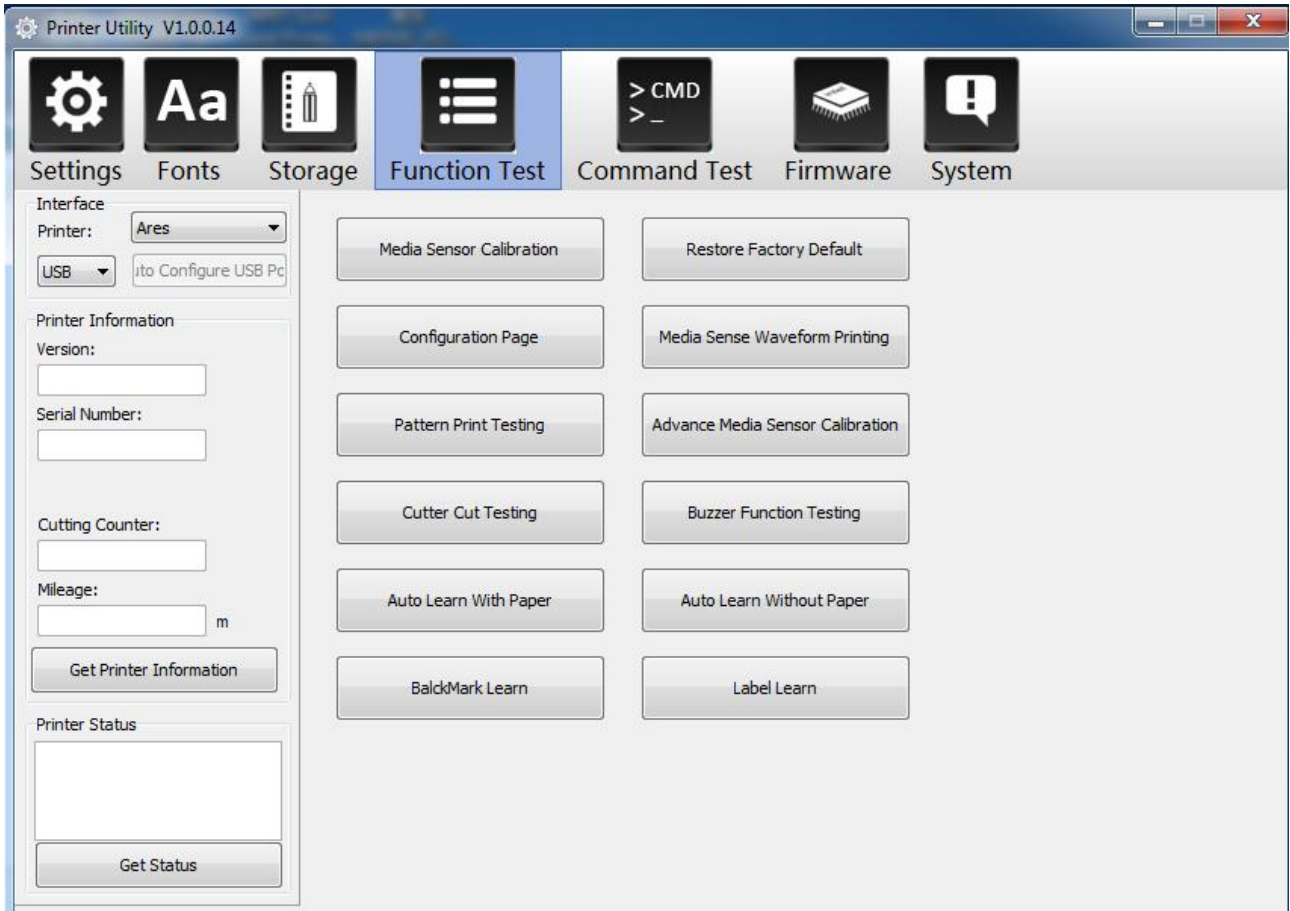 Printer Utility V1.0.0.14
Aa
> CMD
> _
Settings Fonts Storage Function Test Command Test Firmware System
Interface
Printer: Ares
USB
ito Configure USB Pc
Printer Information
Version:
Serial Number:
Cutting Counter:
Mileage:
m
Get Printer Information
Printer Status
Get Status
Media Sensor Calibration Restore Factory Default
Configuration Page Media Sense Waveform Printing
Pattern Print Testing Advance Media Sensor Calibration
Cutter Cut Testing Buzzer Function Testing
Auto Learn With Paper Auto Learn Without Paper
BalckMark Learn Label Learn